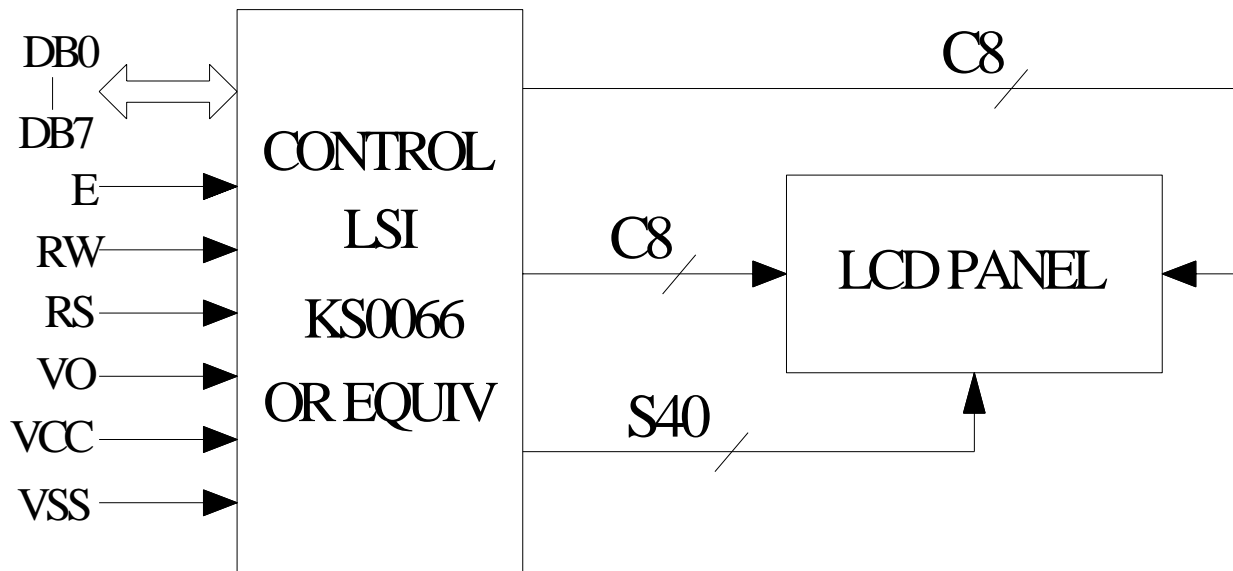 DB0
DB7
E
RW
RS
VO
VCC
VSS
CONTROL
LSI
KS0066
OR EQUIV
C8
C8
S40
LCD PANEL